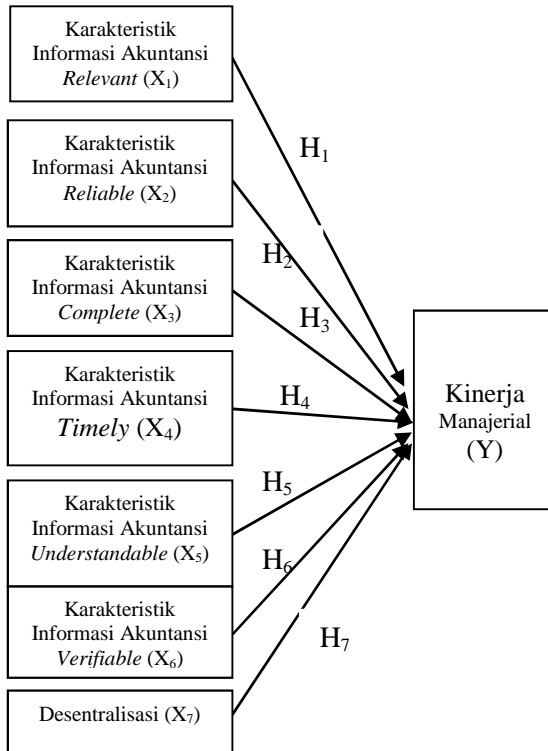 Karakteristik
Informasi Akuntansi
Relevant (X₁)
H₁
Karakteristik
Informasi Akuntansi
Reliable (X₂)
H₂
Karakteristik
Informasi Akuntansi
Complete (X₃)
H₃
Karakteristik
Informasi Akuntansi
Timely (X₄)
H₄
Karakteristik
Informasi Akuntansi
Understandable (X₅)
H₅
Karakteristik
Informasi Akuntansi
Verifiable (X₆)
H₆
Desentralisasi (X₇)
H₇
Kinerja
Manajerial
(Y)